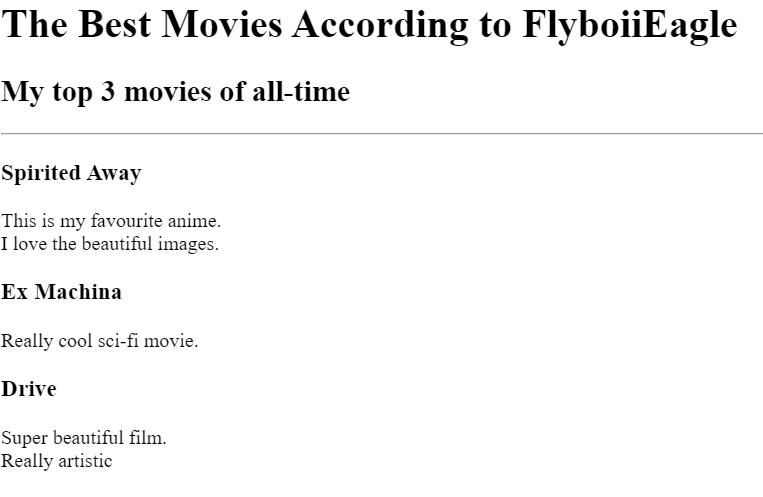 The Best Movies According to FlyboiiEagle
My top 3 movies of all-time
Spirited Away
This is my favourite anime.
I love the beautiful images.
Ex Machina
Really cool sci-fi movie.
Drive
Super beautiful film.
Really artistic